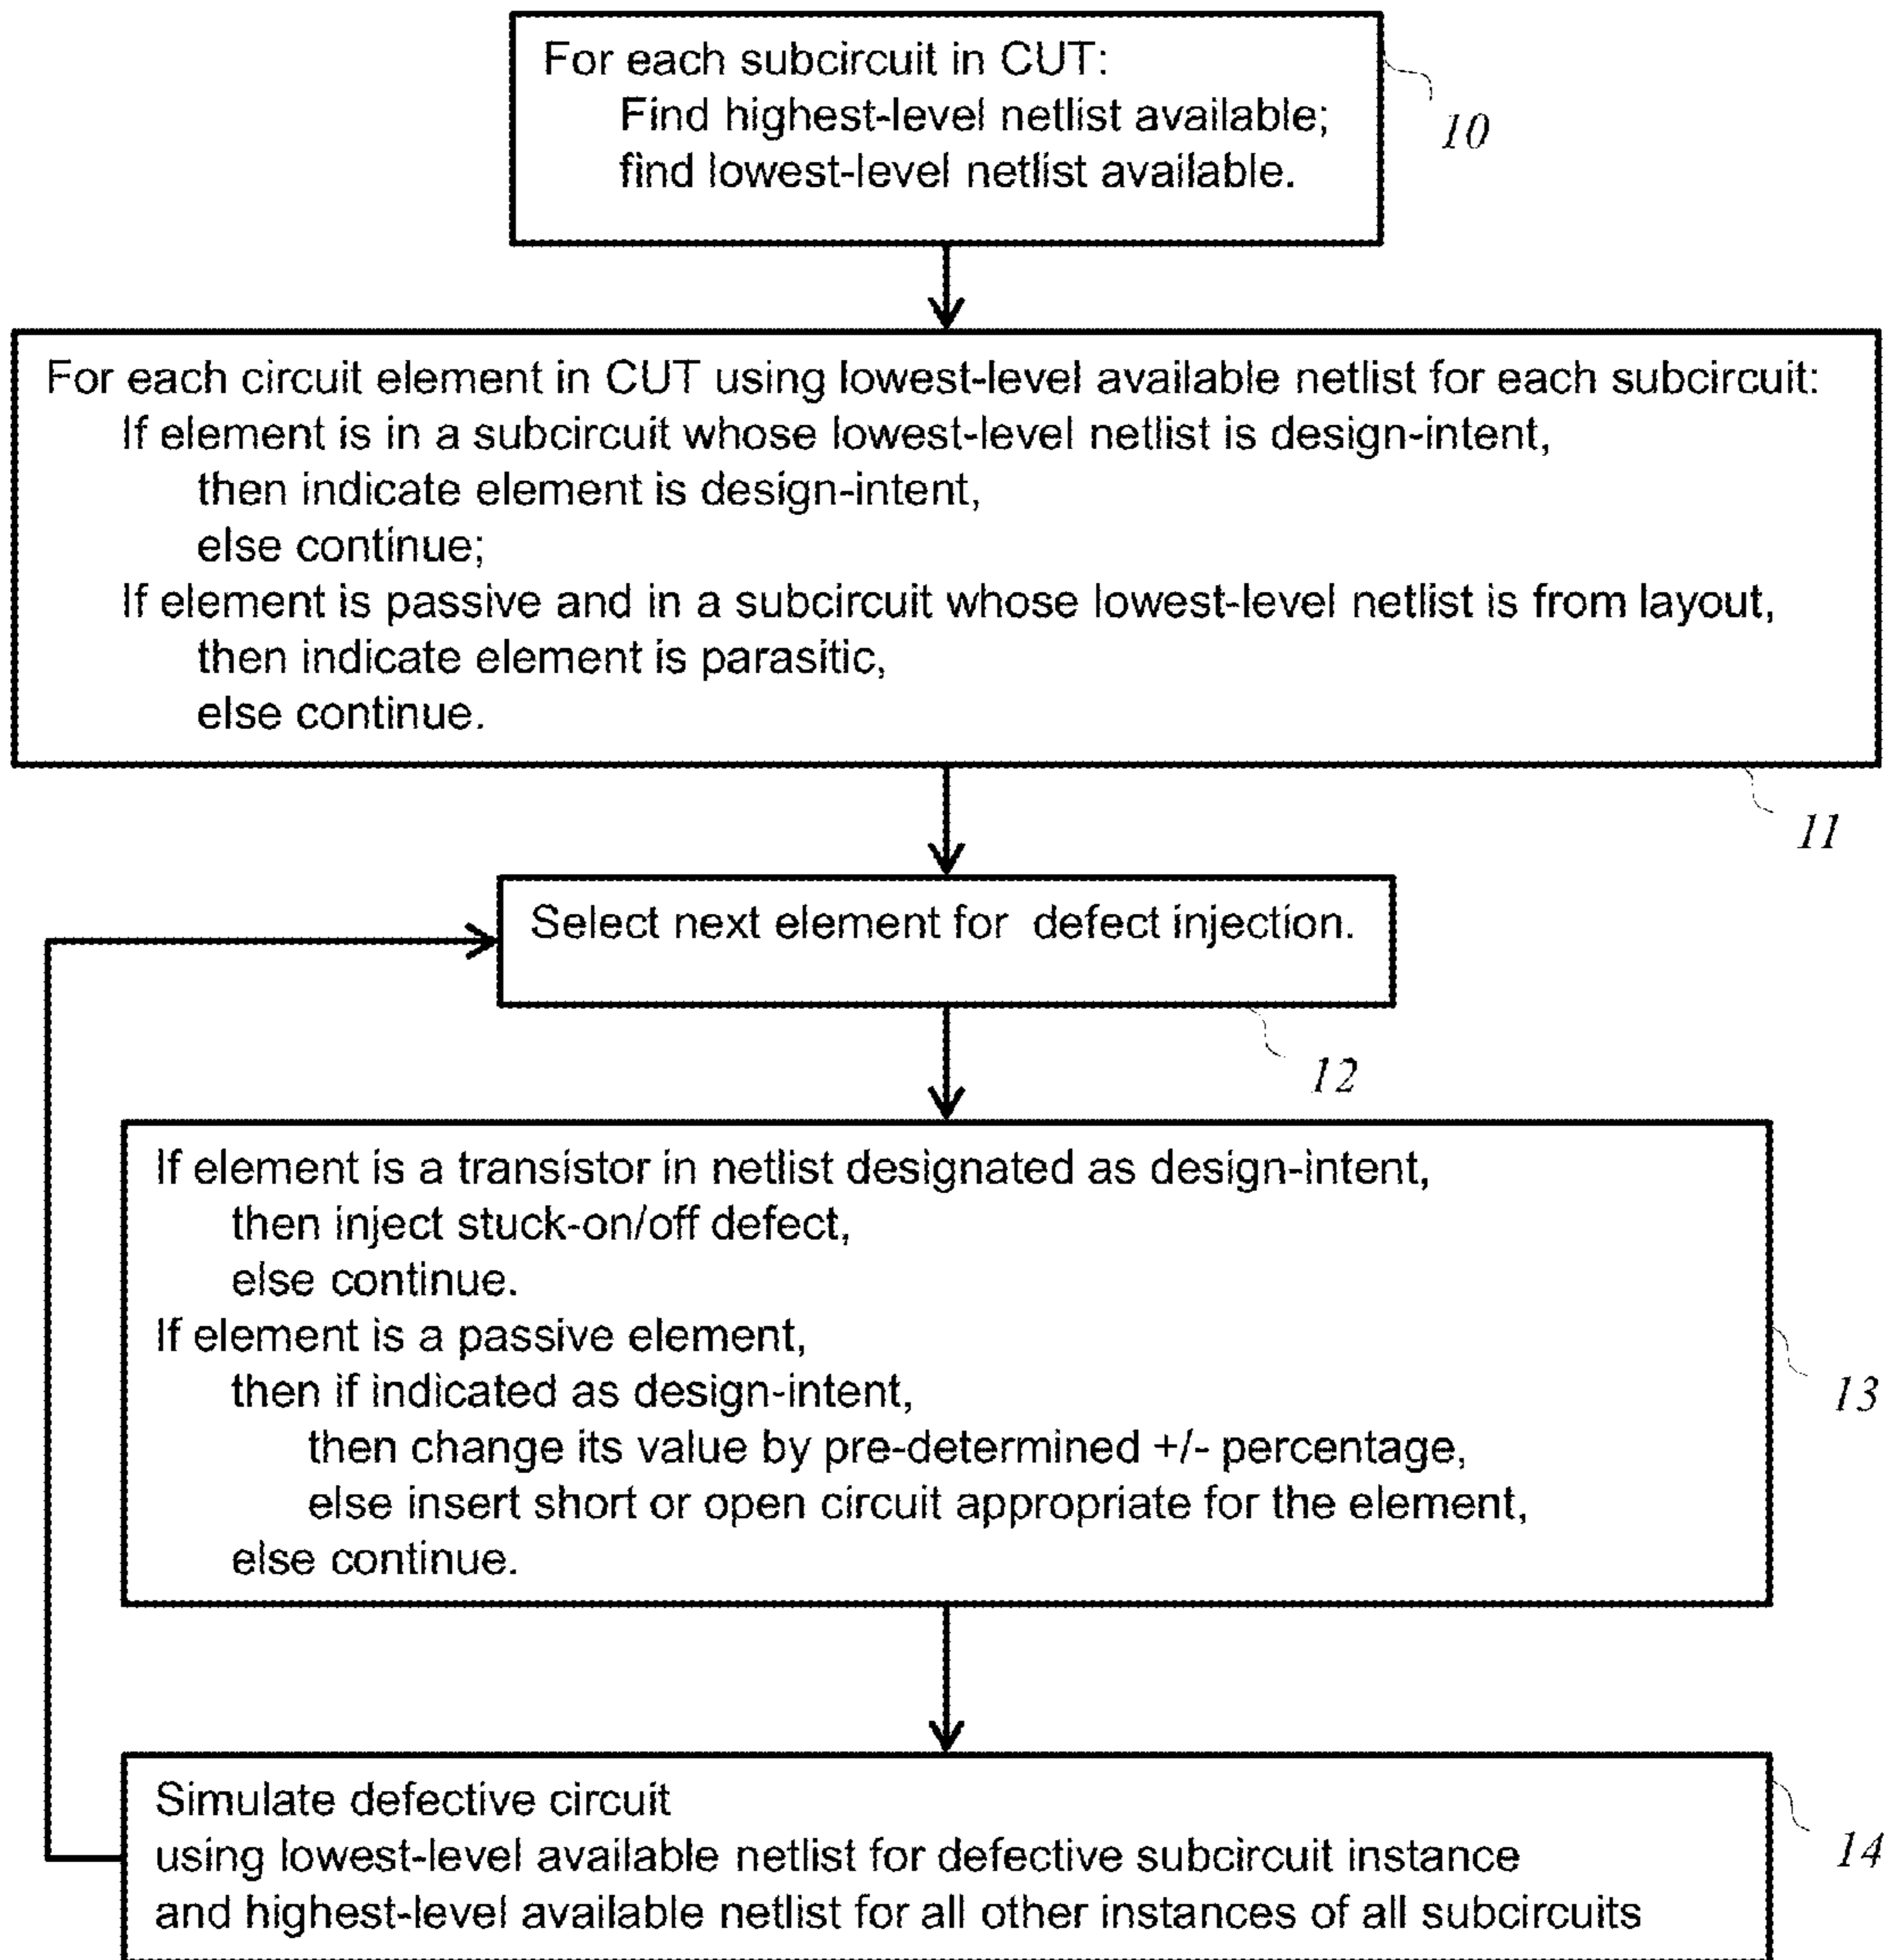 For each subcircuit in CUT:
Find highest-level netlist available;
find lowest-level netlist available.
10
For each circuit element in CUT using lowest-level available netlist for each subcircuit:
If element is in a subcircuit whose lowest-level netlist is design-intent,
then indicate element is design-intent,
else continue;
If element is passive and in a subcircuit whose lowest-level netlist is from layout,
then indicate element is parasitic,
else continue.
11
Select next element for defect injection.
12
If element is a transistor in netlist designated as design-intent,
then inject stuck-on/off defect,
else continue.
If element is a passive element,
then if indicated as design-intent,
then change its value by pre-determined +/- percentage,
else insert short or open circuit appropriate for the element,
else continue.
13
Simulate defective circuit
using lowest-level available netlist for defective subcircuit instance
and highest-level available netlist for all other instances of all subcircuits
14